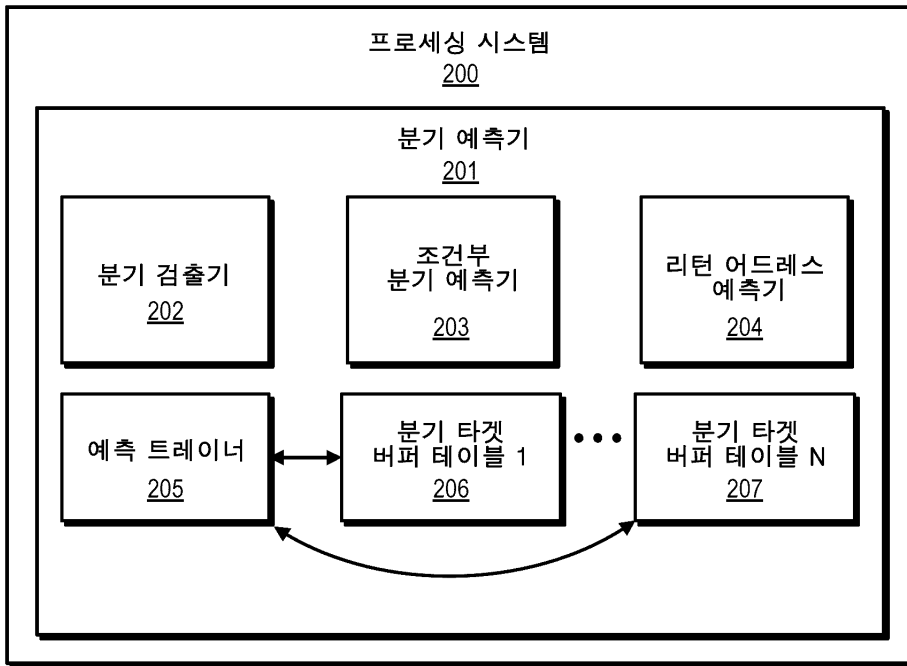 프로세싱 시스템
200
분기 예측기
201
분기 검출기
202
조건부
분기 예측기
203
리턴 어드레스
예측기
204
예측 트레이너
205
분기 타겟
버퍼 테이블 1
206
•••
분기 타겟
버퍼 테이블 N
207